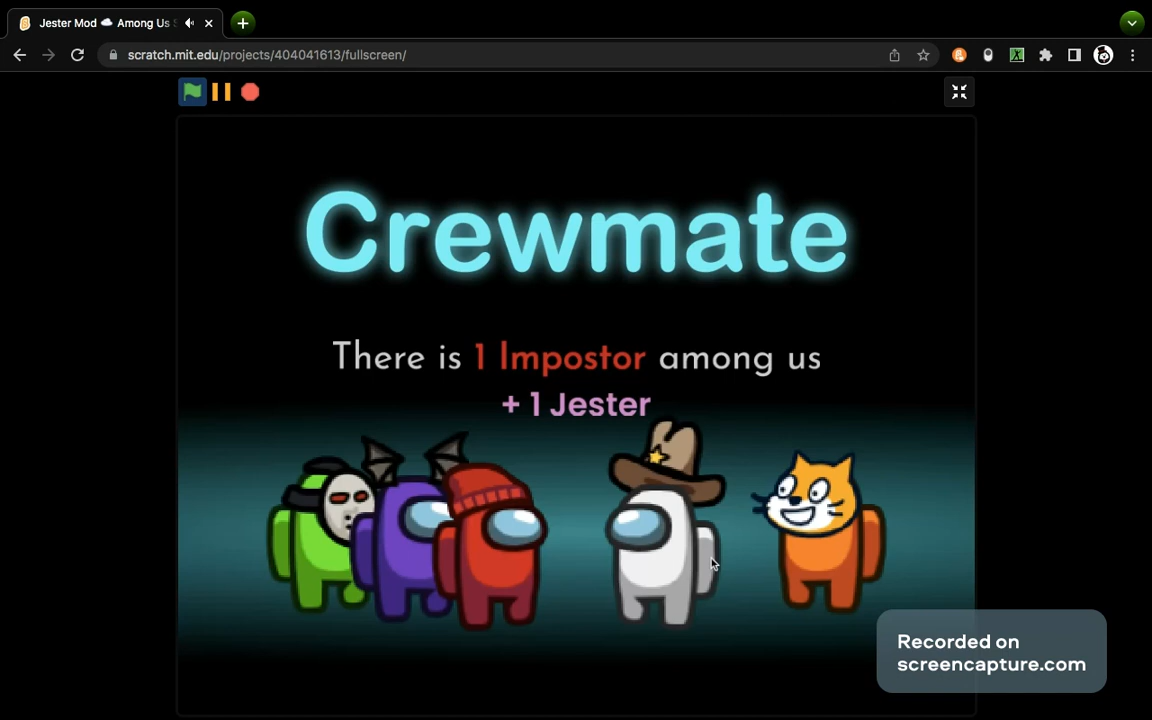 Jester Mod ☁ Among Us S
scratch.mit.edu/projects/404041613/fullscreen/
Crewmate
There is 1 Impostor among us
+ 1 Jester
Recorded on
screencapture.com